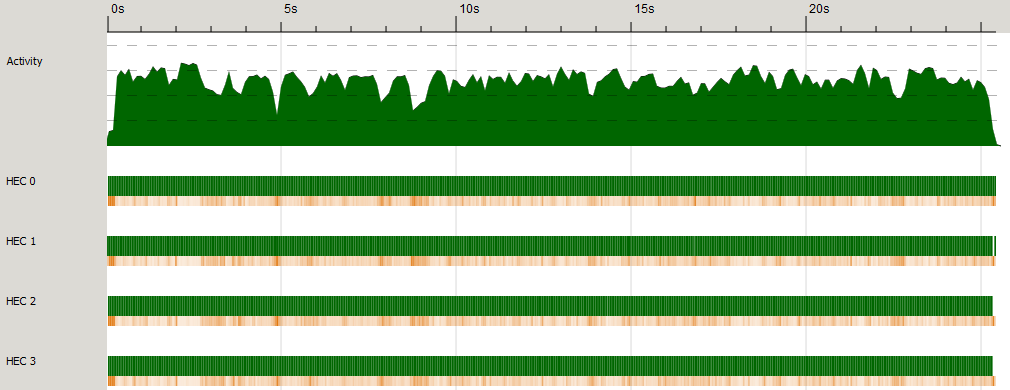 0s 5s 10s 15s 20s
Activity
HEC 0
HEC 1
HEC 2
HEC 3